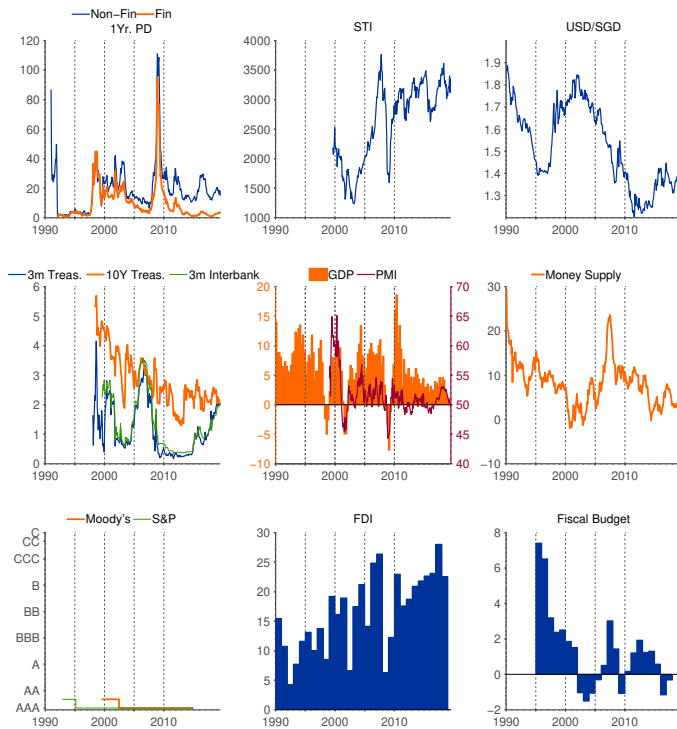 Non-Fin Fin
1Yr. PD
120
100
80
60
40
20
0
1990 2000 2010
STI
4000
3500
3000
2500
2000
1500
1000
1990 2000 2010
USD/SGD
1.9
1.8
1.7
1.6
1.5
1.4
1.3
1990 2000 2010
3m Treas. 10Y Treas. 3m Interbank
6
5
4
3
2
1
0
1990 2000 2010
GDP PMI
20
15
10
5
0
−5
−10
70
65
60
55
50
45
40
1990 2000 2010
Money Supply
30
20
10
0
−10
1990 2000 2010
Moody's S&P
C
CC
CCC
B
BB
BBB
A
AA
AAA
1990 2000 2010
FDI
30
25
20
15
10
5
0
1990 2000 2010
Fiscal Budget
8
6
4
2
0
−2
1990 2000 2010